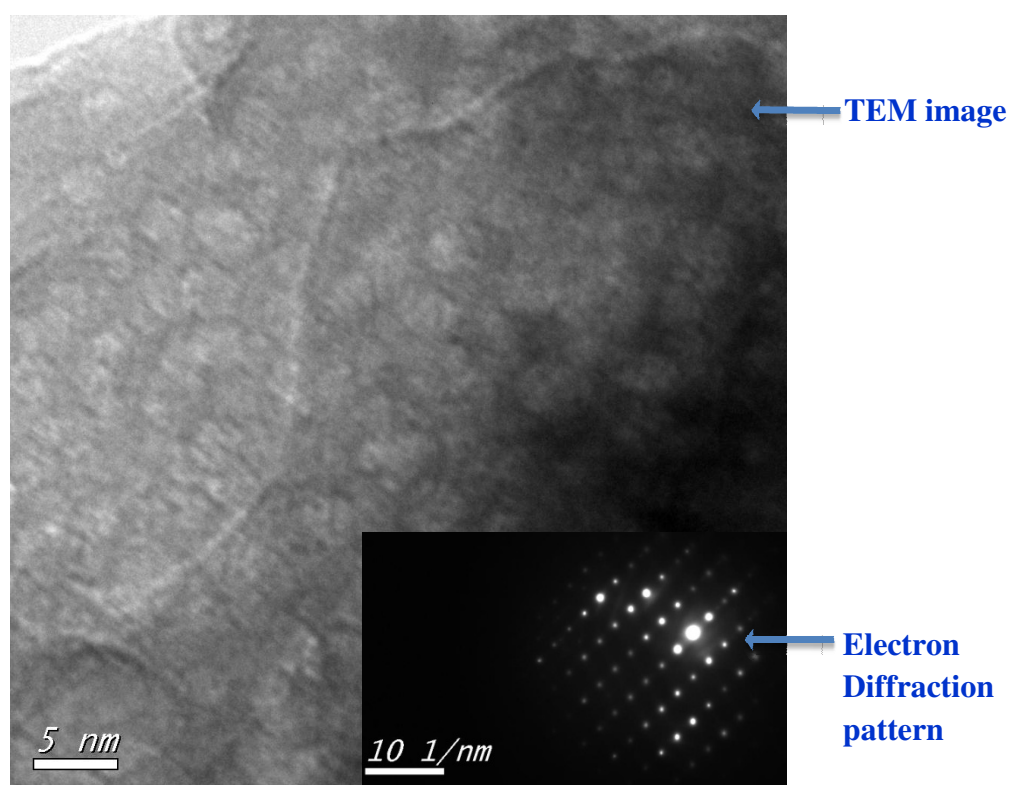 TEM image
Electron
Diffraction
pattern
5 nm
10 1/nm